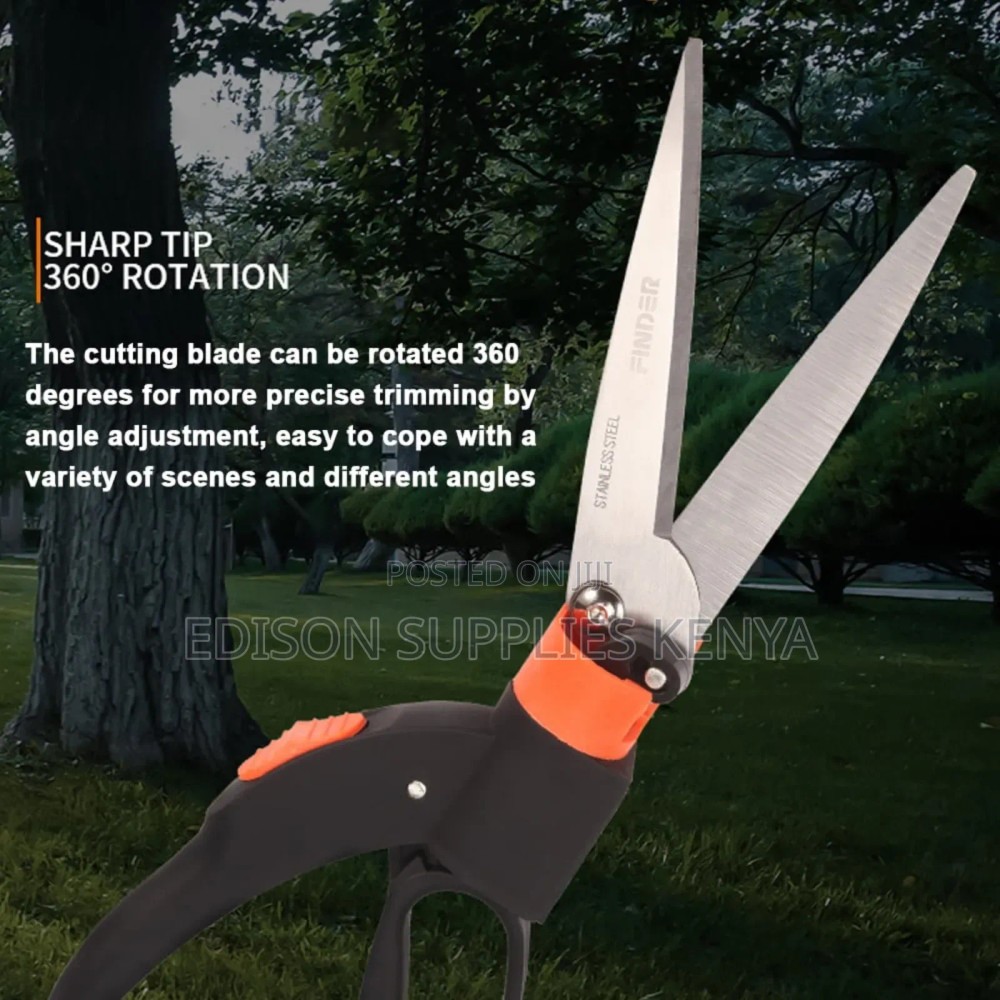 SHARP TIP
360° ROTATION
The cutting blade can be rotated 360
degrees for more precise trimming by
angle adjustment, easy to cope with a
variety of scenes and different angles
FINDER
STAINLESS STEEL
POSTED ON JIJI
EDISON SUPPLIES KENYA